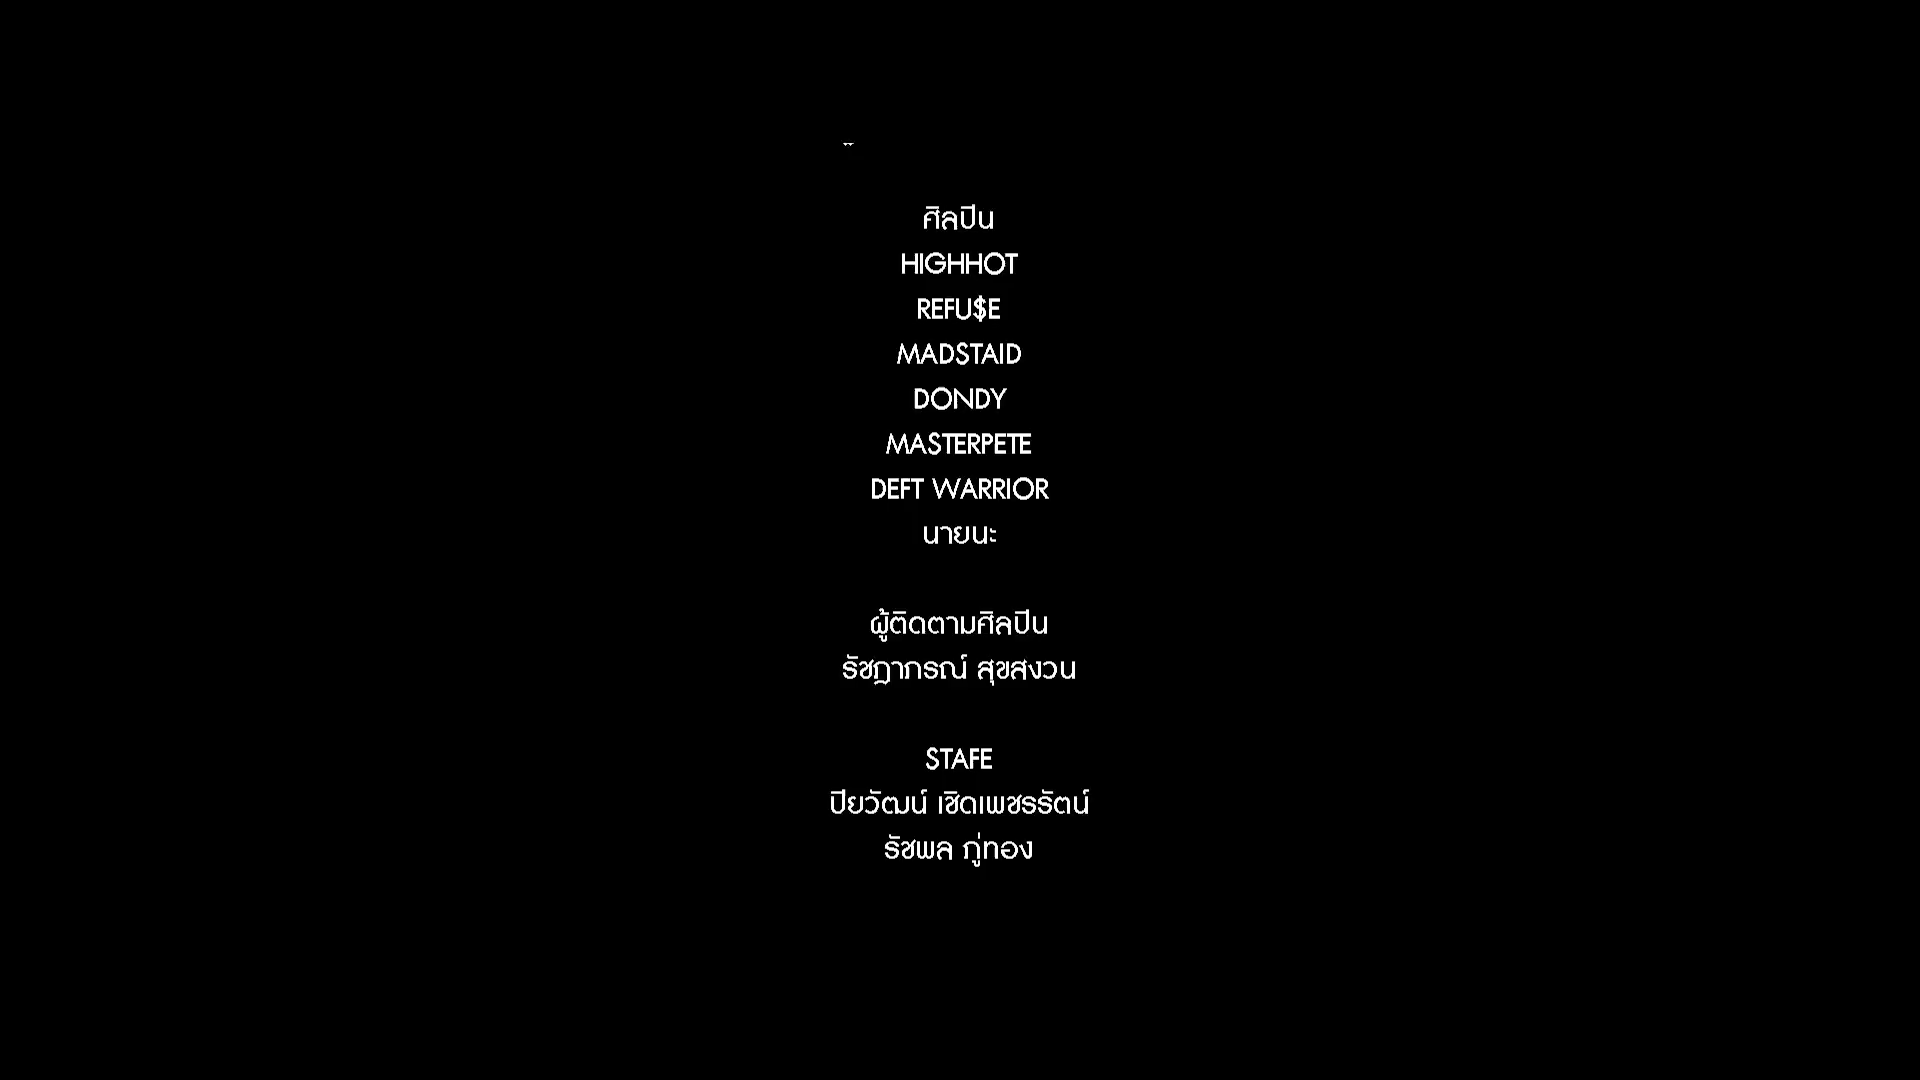 ศิลปิน
HIGHHOT
REFU$E
MADSTAID
DONDY
MASTERPETE
DEFT WARRIOR
นายนะ
ผู้ติดตามศิลปิน
รัชฎาภรณ์ สุขสงวน
STAFE
ปิยวัฒน์ เชิดเพชรรัตน์
รัชพล ภู่ทอง